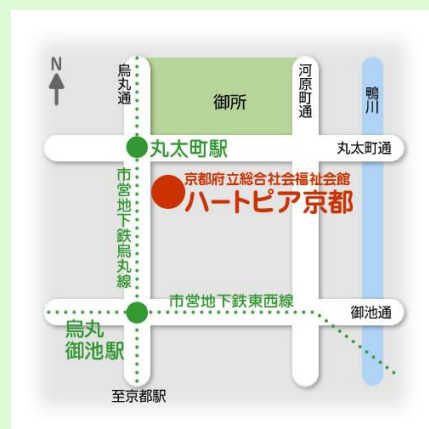 N
烏丸通
御所
河原町通
鴨川
丸太町駅
丸太町通
京都府立総合社会福祉会館
ハートピア京都
市営地下鉄烏丸線
市営地下鉄東西線
御池通
烏丸
御池駅
至京都駅